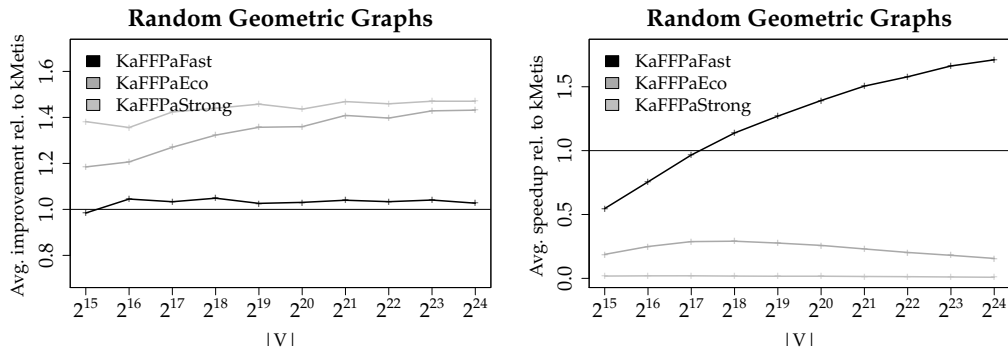 Random Geometric Graphs
Avg. improvement rel. to kMetis
1.6
1.4
1.2
1.0
0.8
KaFFPaFast
KaFFPaEco
KaFFPaStrong
2^15 2^16 2^17 2^18 2^19 2^20 2^21 2^22 2^23 2^24
|V|
Random Geometric Graphs
Avg. speedup rel. to kMetis
1.5
1.0
0.5
0.0
KaFFPaFast
KaFFPaEco
KaFFPaStrong
2^15 2^16 2^17 2^18 2^19 2^20 2^21 2^22 2^23 2^24
|V|